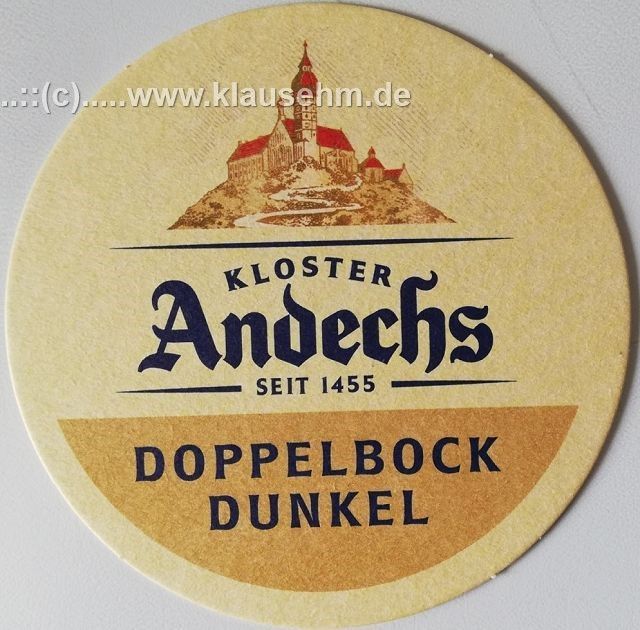 ..::(c).....www.klausehm.de
KLOSTER
Andechs
SEIT 1455
DOPPELBOCK
DUNKEL